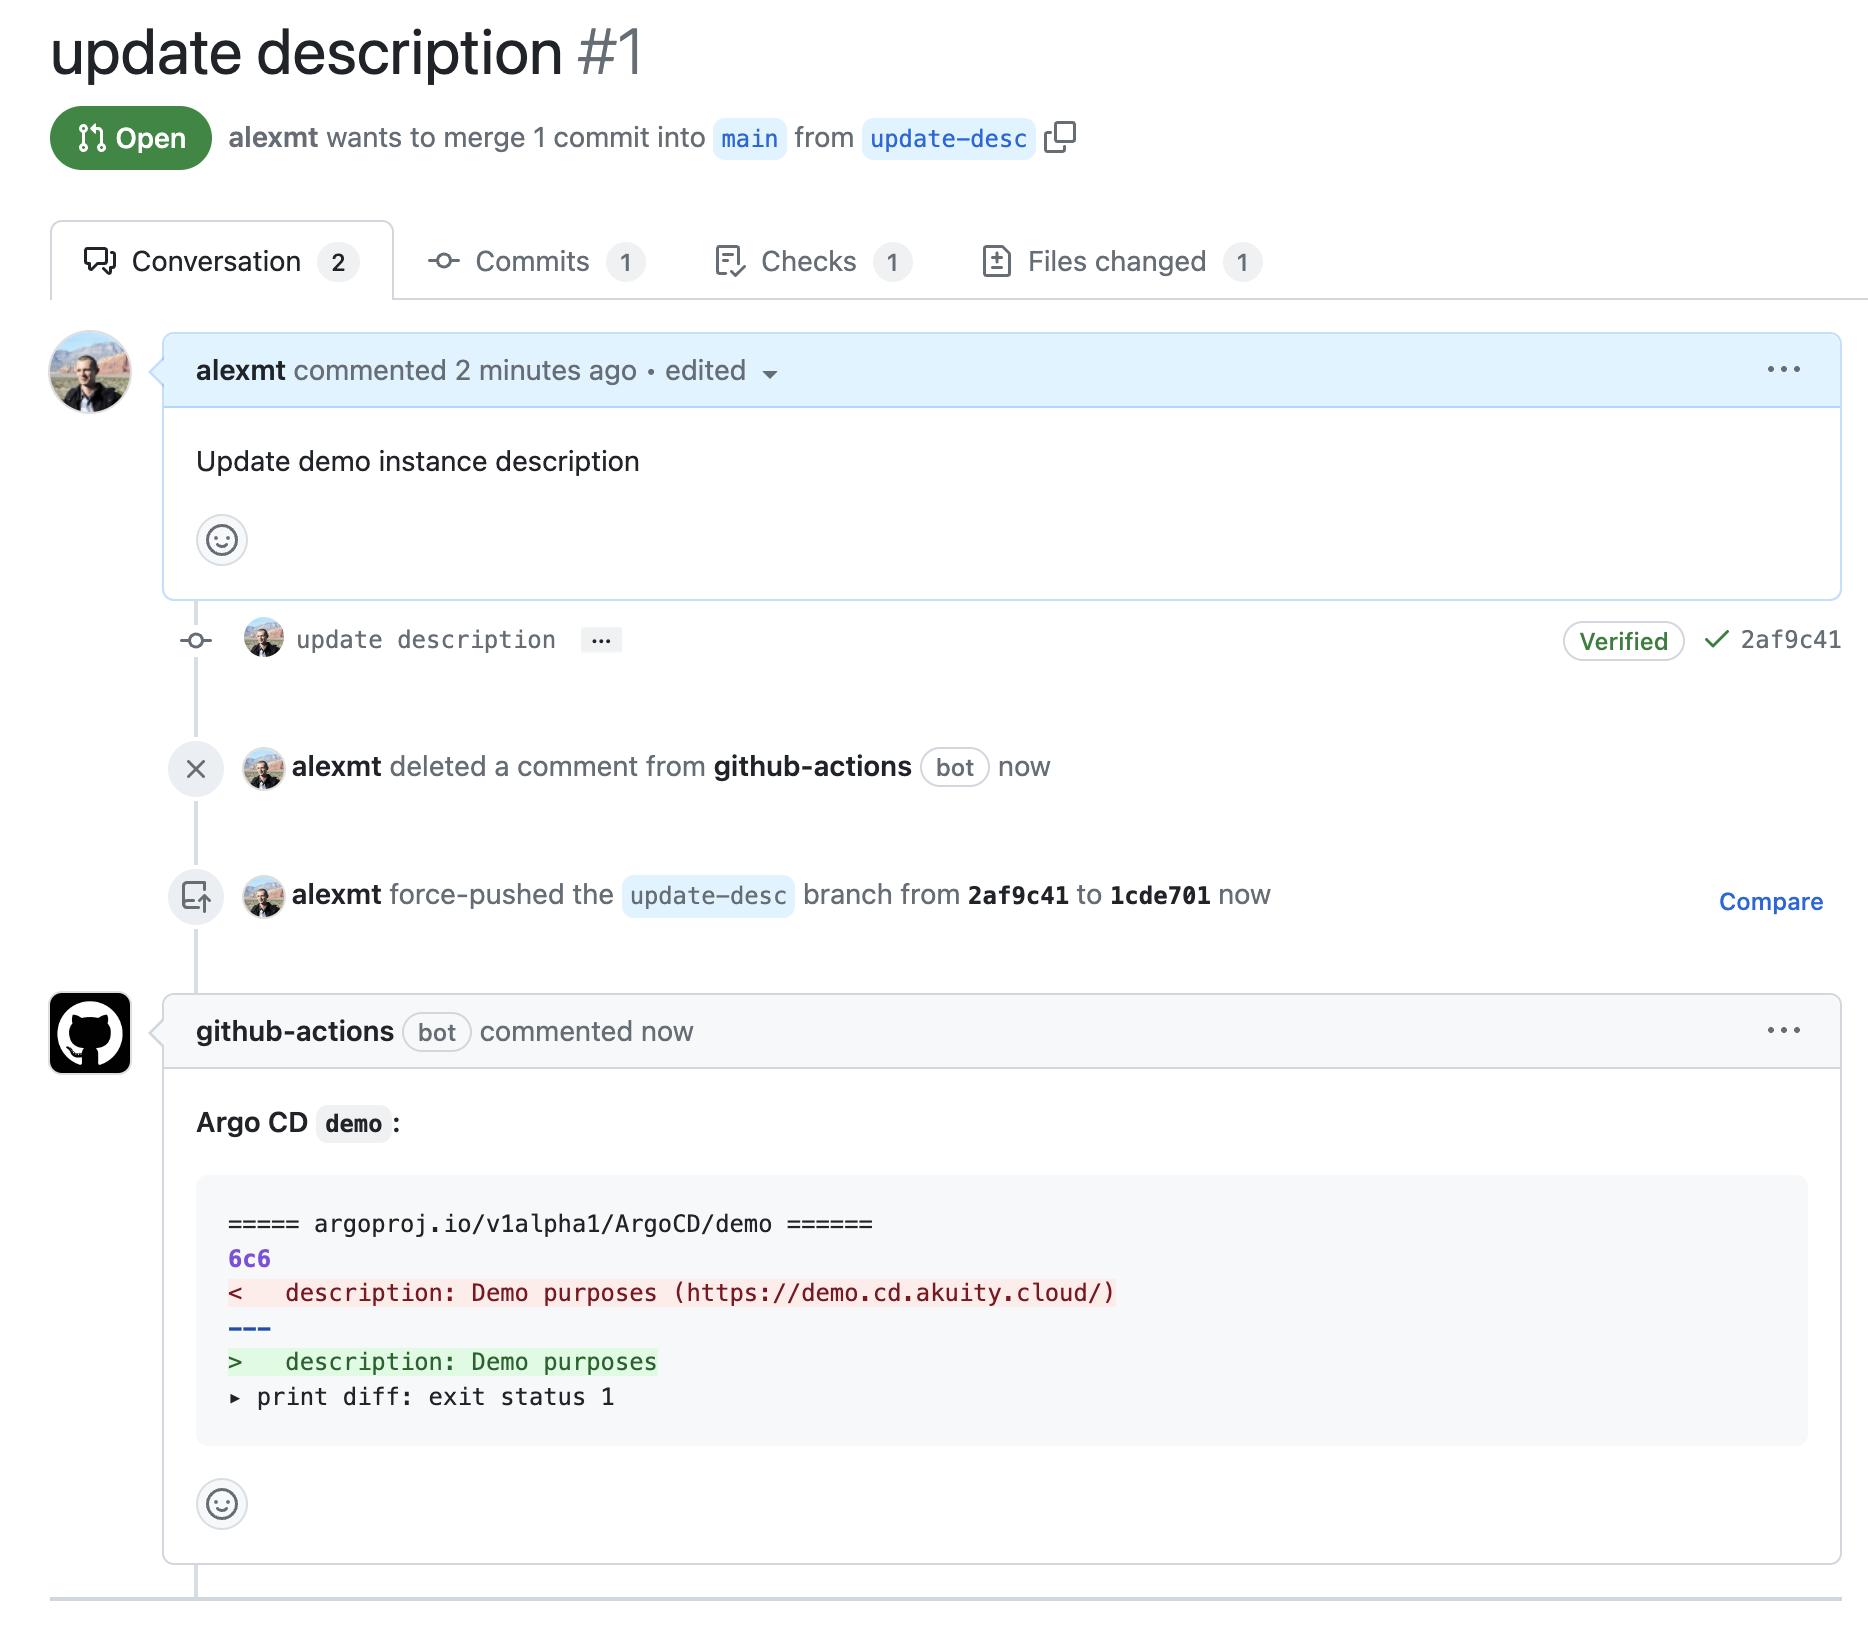 update description #1
Open alexmt wants to merge 1 commit into main from update-desc
Conversation 2 Commits 1 Checks 1 Files changed 1
alexmt commented 2 minutes ago • edited
Update demo instance description
update description ... Verified 2af9c41
alexmt deleted a comment from github-actions bot now
alexmt force-pushed the update-desc branch from 2af9c41 to 1cde701 now Compare
github-actions bot commented now
Argo CD demo :
===== argoproj.io/v1alpha1/ArgoCD/demo ======
6c6
<   description: Demo purposes (https://demo.cd.akuity.cloud/)
---
>   description: Demo purposes
▸ print diff: exit status 1